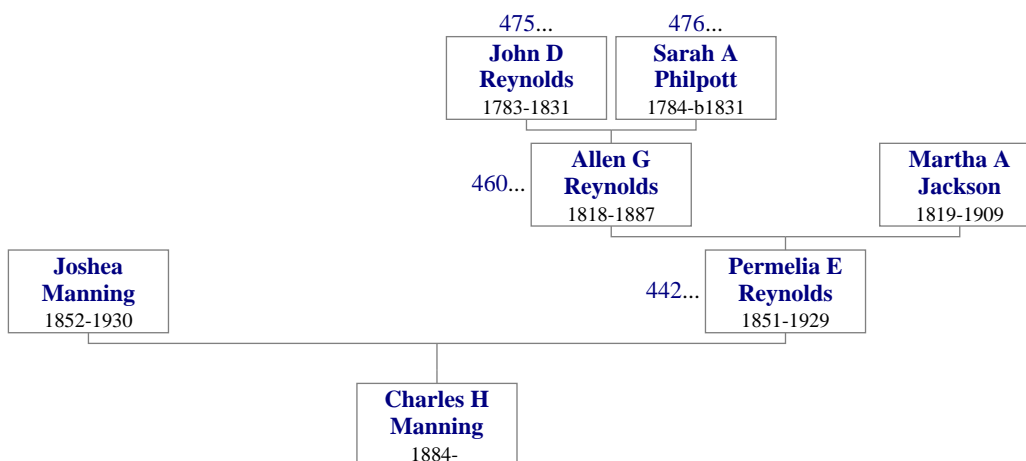 475...
476...
John D
Reynolds
1783-1831
Sarah A
Philpott
1784-b1831
460...
Allen G
Reynolds
1818-1887
Martha A
Jackson
1819-1909
Joshea
Manning
1852-1930
442...
Permelia E
Reynolds
1851-1929
Charles H
Manning
1884-